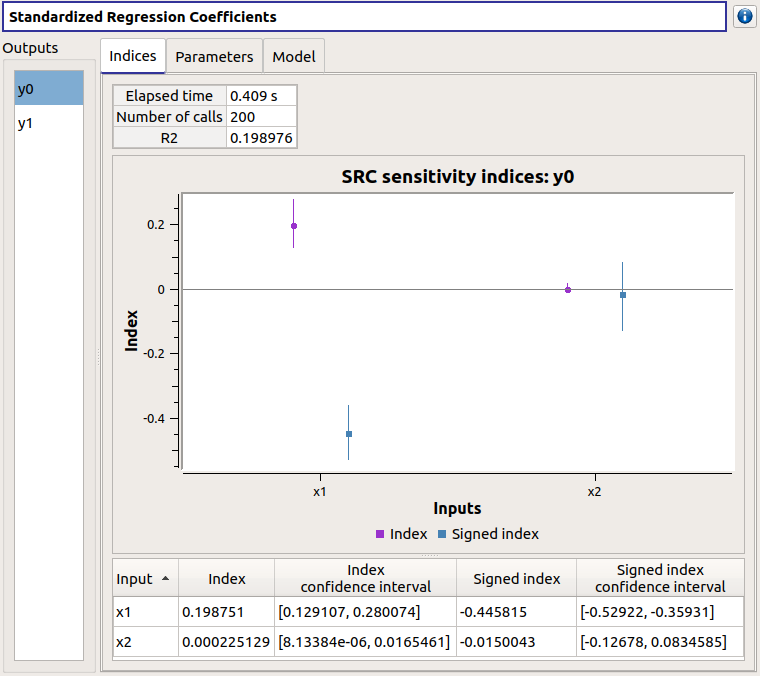 Standardized Regression Coefficients
Outputs
y0
y1
Indices Parameters Model
Elapsed time 0.409 s
Number of calls 200
R2 0.198976
SRC sensitivity indices: y0
0.2
0
-0.2
-0.4
Index
x1 x2
Inputs
Index Signed index
Input Index Index confidence interval Signed index Signed index confidence interval
x1 0.198751 [0.129107, 0.280074] -0.445815 [-0.52922, -0.35931]
x2 0.000225129 [8.13384e-06, 0.0165461] -0.0150043 [-0.12678, 0.0834585]